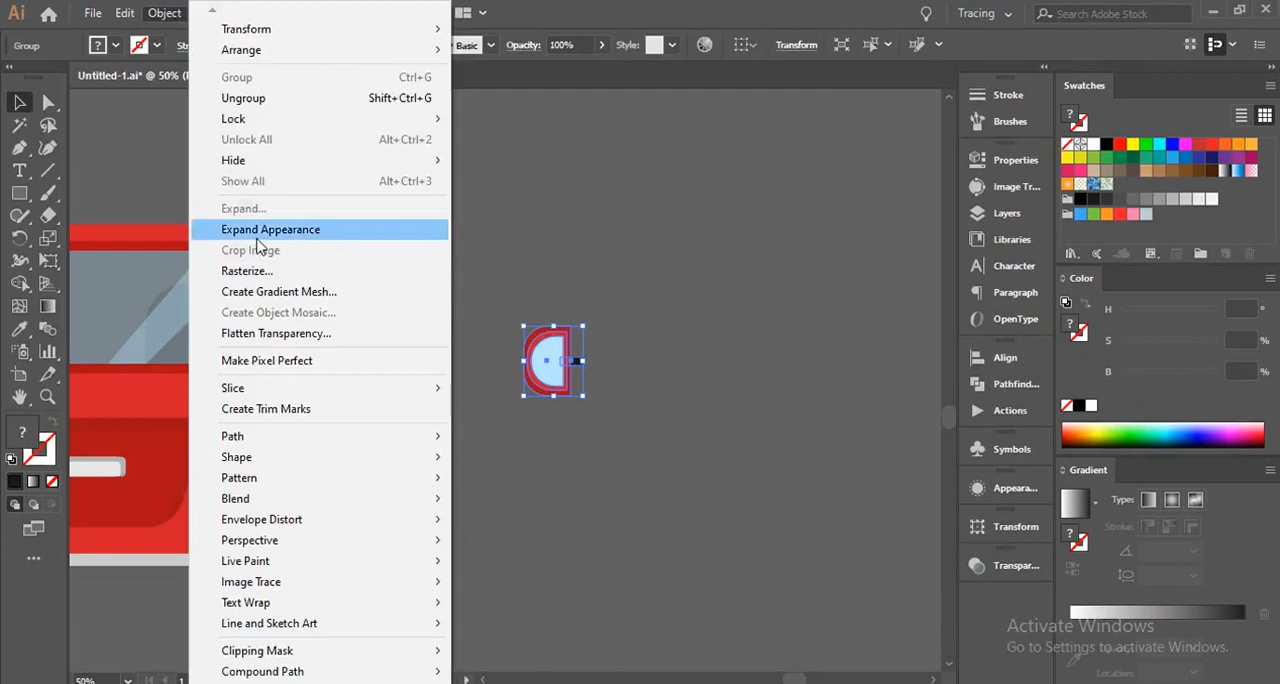 Ai File Edit Object Tracing Search Adobe Stock
Group ? Basic Opacity: 100% Style: Transform
Untitled-1.ai* @ 50%
Transform
Arrange
Group Ctrl+G
Ungroup Shift+Ctrl+G
Lock
Unlock All Alt+Ctrl+2
Hide
Show All Alt+Ctrl+3
Expand...
Expand Appearance
Crop Image
Rasterize...
Create Gradient Mesh...
Create Object Mosaic...
Flatten Transparency...
Make Pixel Perfect
Slice
Create Trim Marks
Path
Shape
Pattern
Blend
Envelope Distort
Perspective
Live Paint
Image Trace
Text Wrap
Line and Sketch Art
Clipping Mask
Compound Path
?
50% 1
Stroke
Brushes
Properties
Image Tr...
Layers
Libraries
Character
Paragraph
OpenType
Align
Pathfind...
Actions
Symbols
Appeara...
Transform
Transpar...
Swatches
?
Color
?
H °
S %
B %
Gradient
Type:
Stroke:
?
Location:
Activate Windows
Go to Settings to activate Windows.